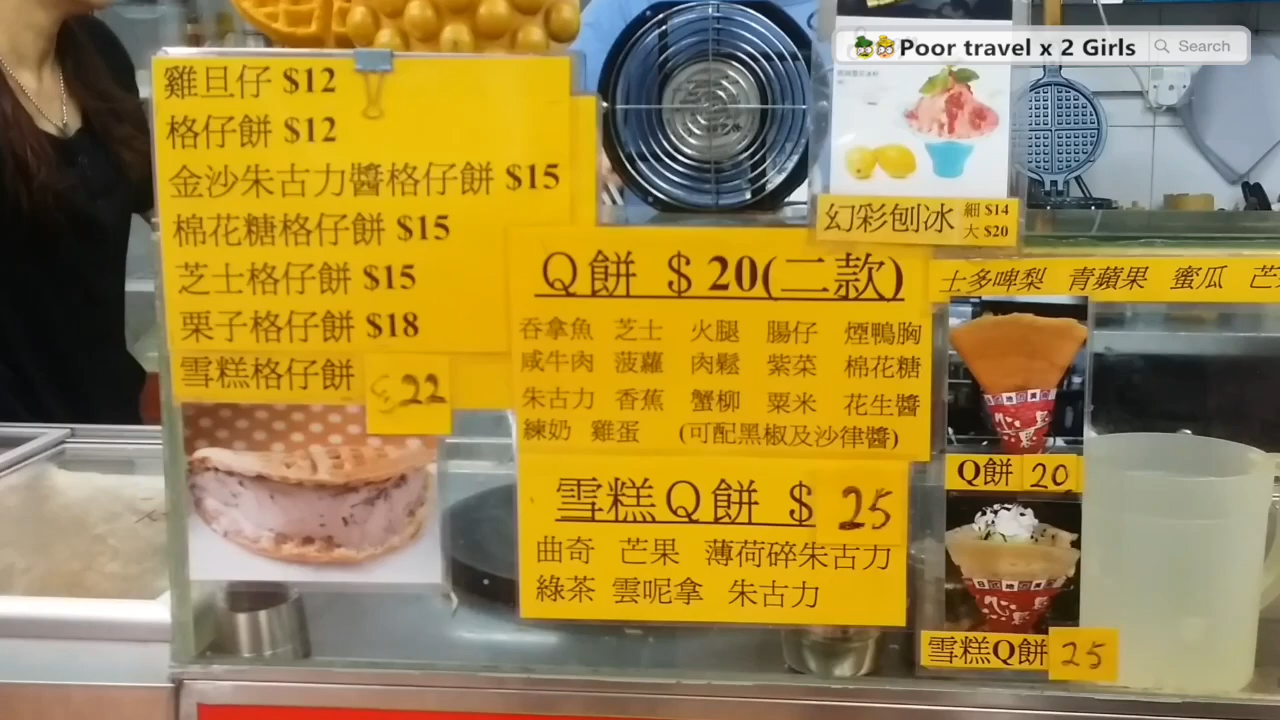 Poor travel x 2 Girls
Search
雞旦仔 $12
格仔餅 $12
金沙朱古力醬格仔餅 $15
棉花糖格仔餅 $15
芝士格仔餅 $15
栗子格仔餅 $18
雪糕格仔餅 22
幻彩刨冰 細 $14
大 $20
Q餅 $20(二款)
吞拿魚 芝士 火腿 腸仔 煙鴨胸
咸牛肉 菠蘿 肉鬆 紫菜 棉花糖
朱古力 香蕉 蟹柳 粟米 花生醬
練奶 雞蛋 (可配黑椒及沙律醬)
雪糕Q餅 $25
曲奇 芒果 薄荷碎朱古力
綠茶 雲呢拿 朱古力
士多啤梨 青蘋果 蜜瓜 芒
Q餅 20
雪糕Q餅 25